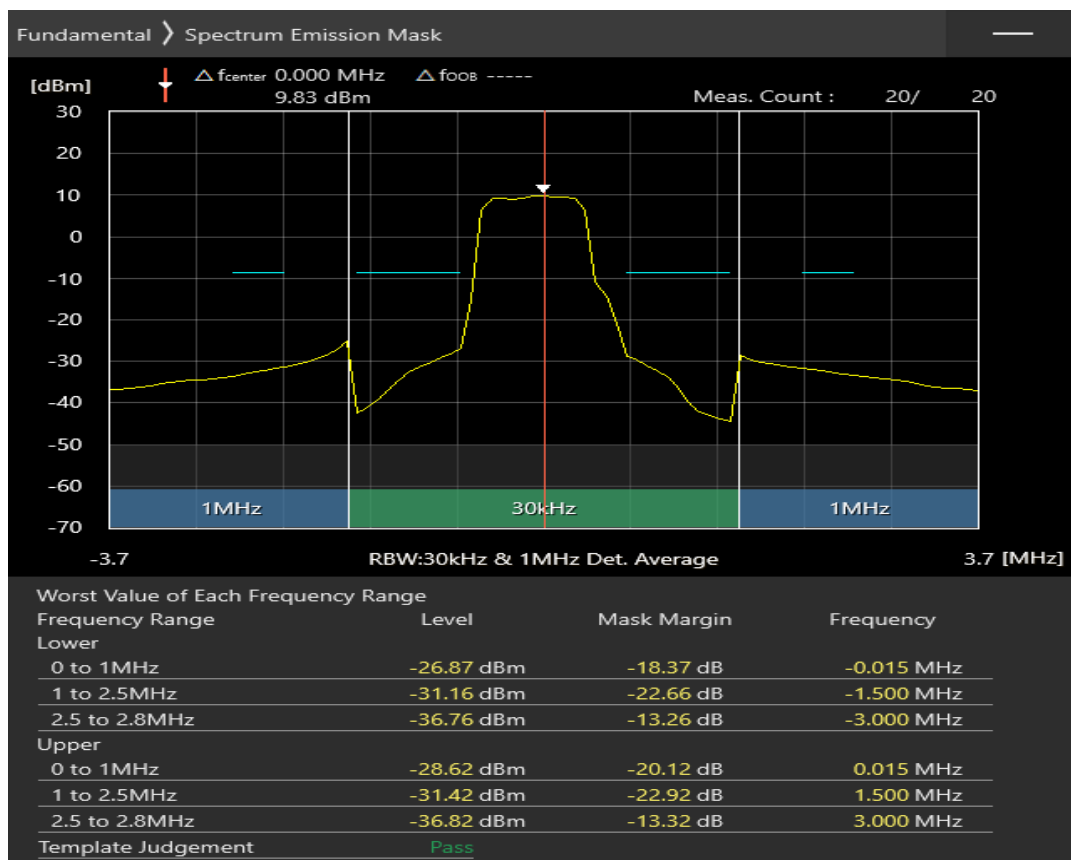 Fundamental 》 Spectrum Emission Mask
[dBm] △ fcenter 0.000 MHz △ fOOB -----
9.83 dBm Meas. Count : 20/ 20
30
20
10
0
-10
-20
-30
-40
-50
-60
1MHz 30kHz 1MHz
-70
-3.7 RBW:30kHz & 1MHz Det. Average 3.7 [MHz]
Worst Value of Each Frequency Range
Frequency Range Level Mask Margin Frequency
Lower
0 to 1MHz -26.87 dBm -18.37 dB -0.015 MHz
1 to 2.5MHz -31.16 dBm -22.66 dB -1.500 MHz
2.5 to 2.8MHz -36.76 dBm -13.26 dB -3.000 MHz
Upper
0 to 1MHz -28.62 dBm -20.12 dB 0.015 MHz
1 to 2.5MHz -31.42 dBm -22.92 dB 1.500 MHz
2.5 to 2.8MHz -36.82 dBm -13.32 dB 3.000 MHz
Template Judgement Pass